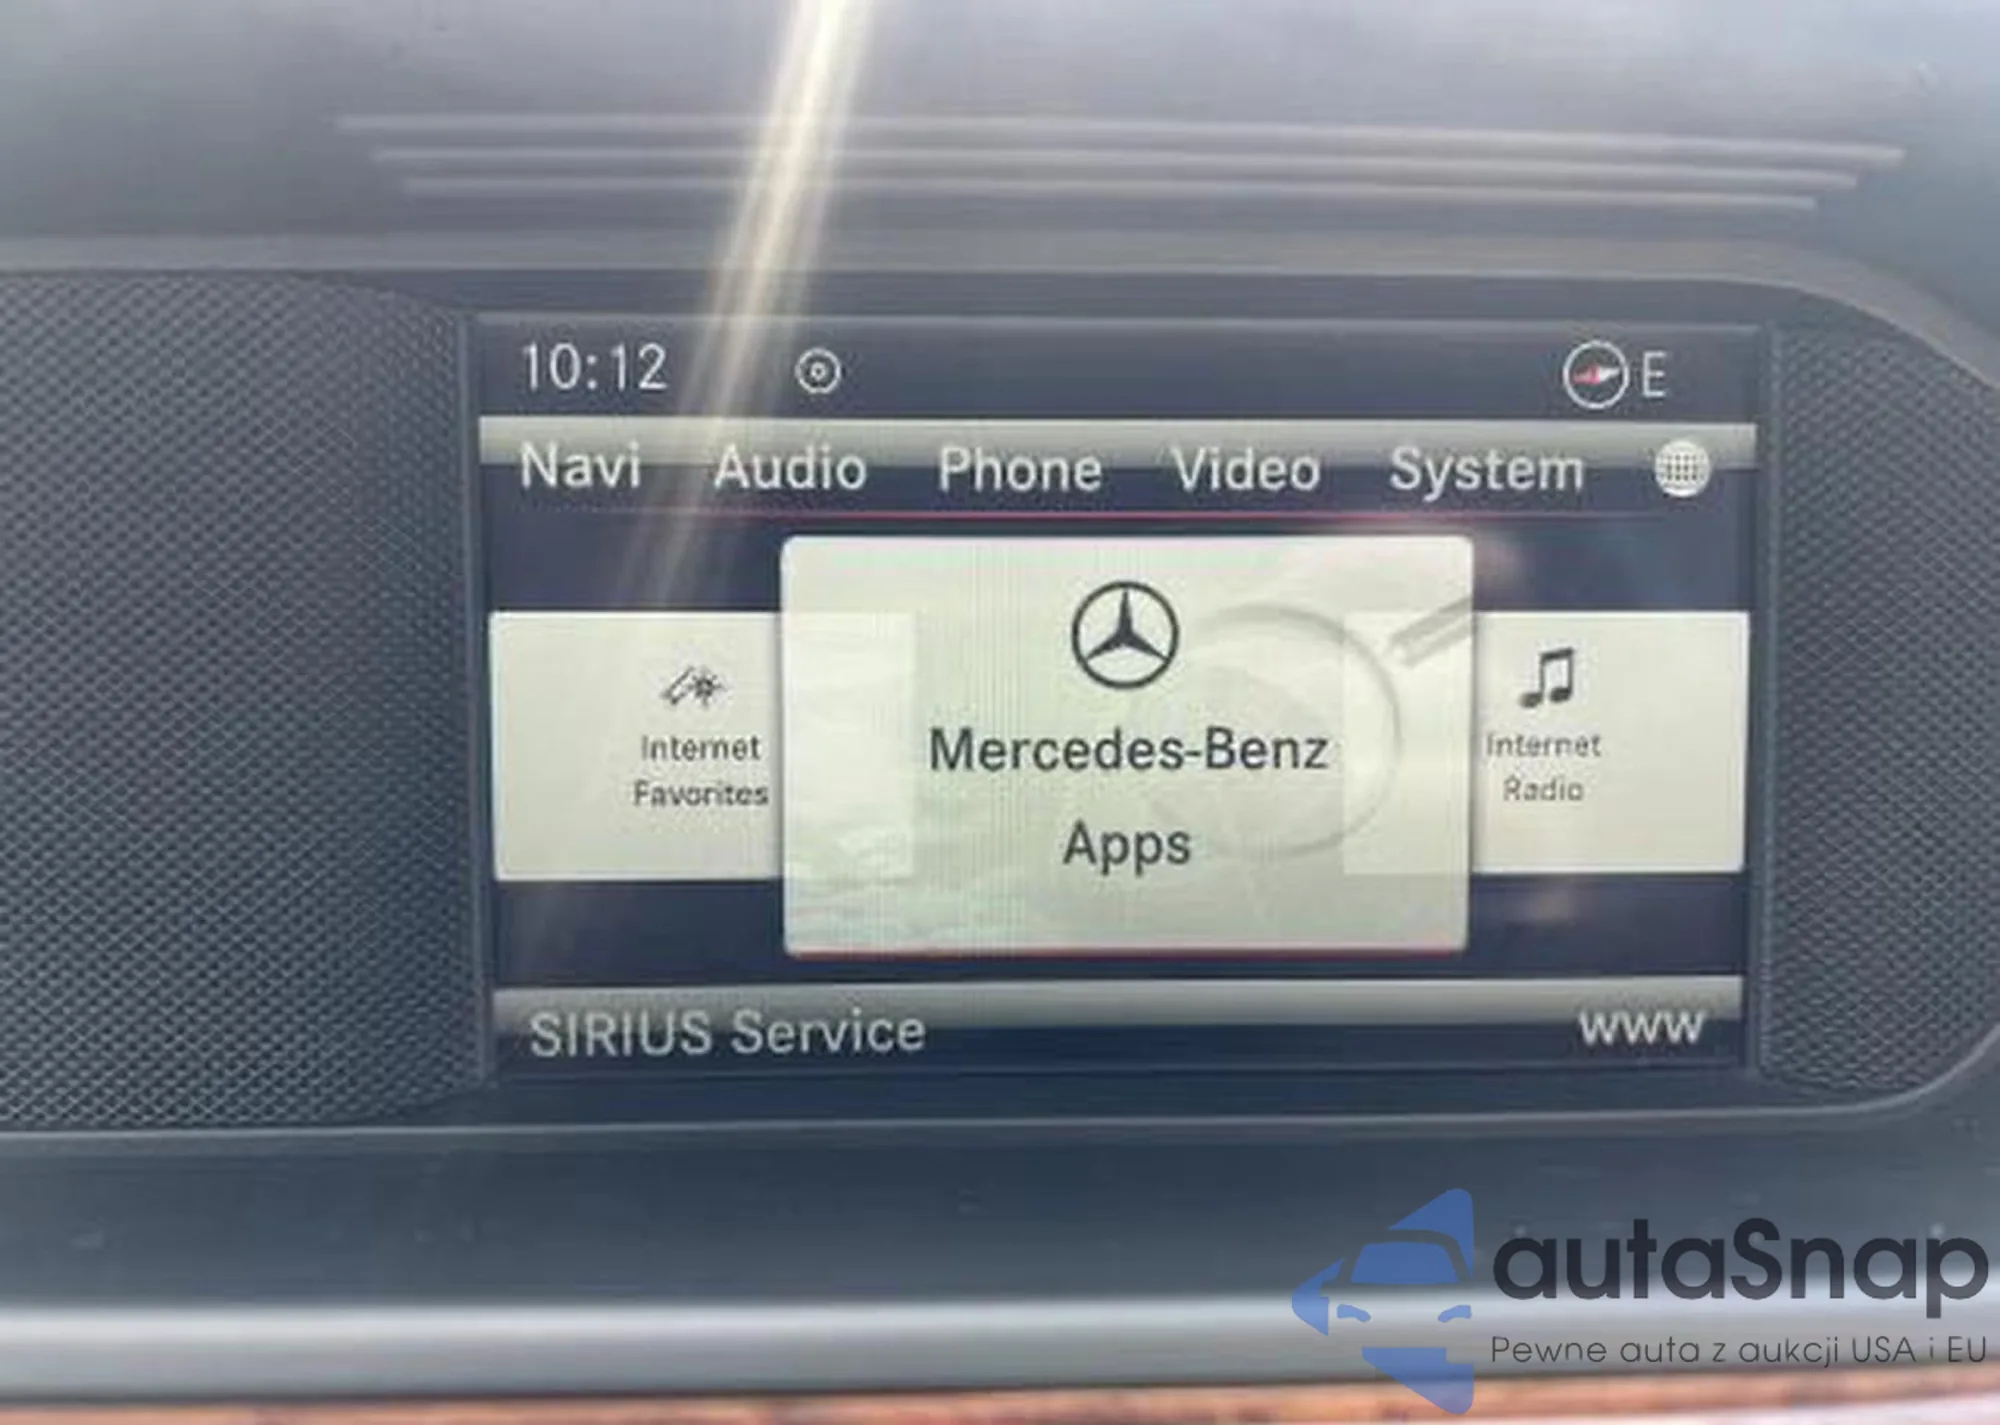 10:12 E
Navi Audio Phone Video System
Internet
Favorites
Mercedes-Benz
Apps
Internet
Radio
SIRIUS Service WWW
autaSnap
Pewne auta z aukcji USA i EU